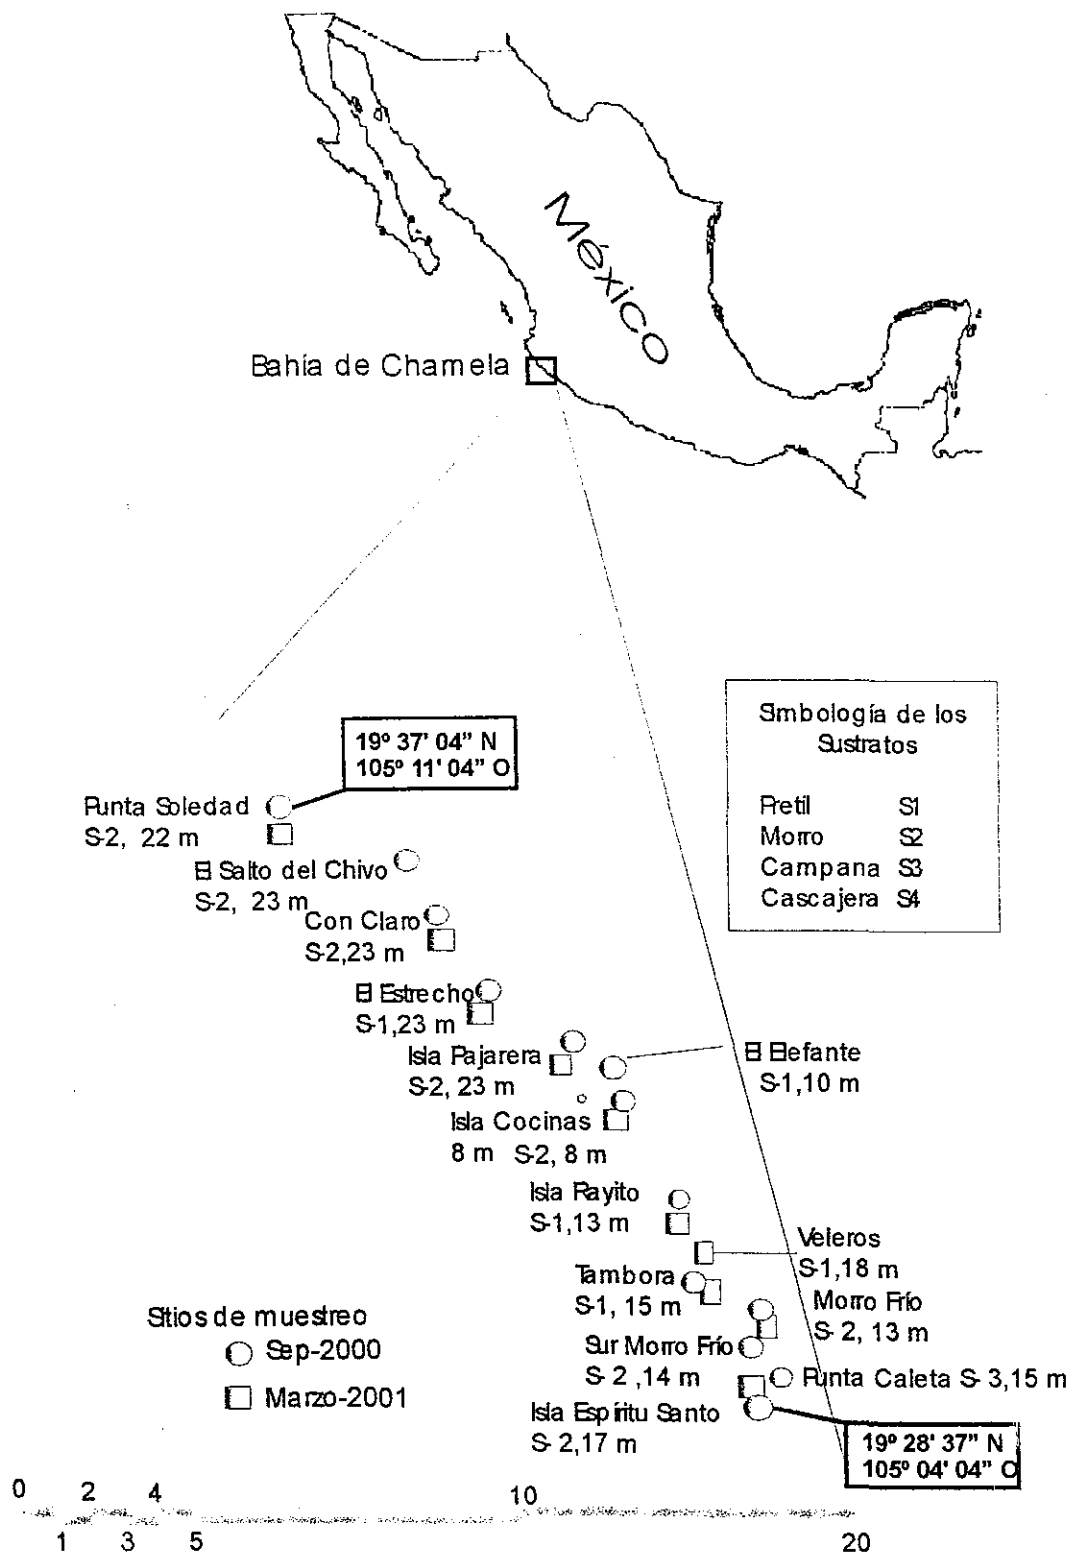 México
Bahía de Chamela
19º 37' 04” N
105º 11' 04” O
Simbología de los
Sustratos
Pretil S1
Morro S2
Campana S3
Cascajera S4
Punta Soledad
S-2, 22 m
El Salto del Chivo
S-2, 23 m
Con Claro
S-2,23 m
El Estrecho
S-1,23 m
Isla Pajarera
S-2, 23 m
El Elefante
S-1,10 m
Isla Cocinas
8 m S-2, 8 m
Isla Payito
S-1,13 m
Veleros
S-1,18 m
Tambora
S-1, 15 m
Morro Frío
S- 2, 13 m
Sur Morro Frío
S- 2 ,14 m
Punta Caleta S- 3,15 m
Isla Espíritu Santo
S- 2,17 m
19º 28' 37” N
105º 04' 04” O
Sitios de muestreo
Sep-2000
Marzo-2001
0 2 4 10
1 3 5 20